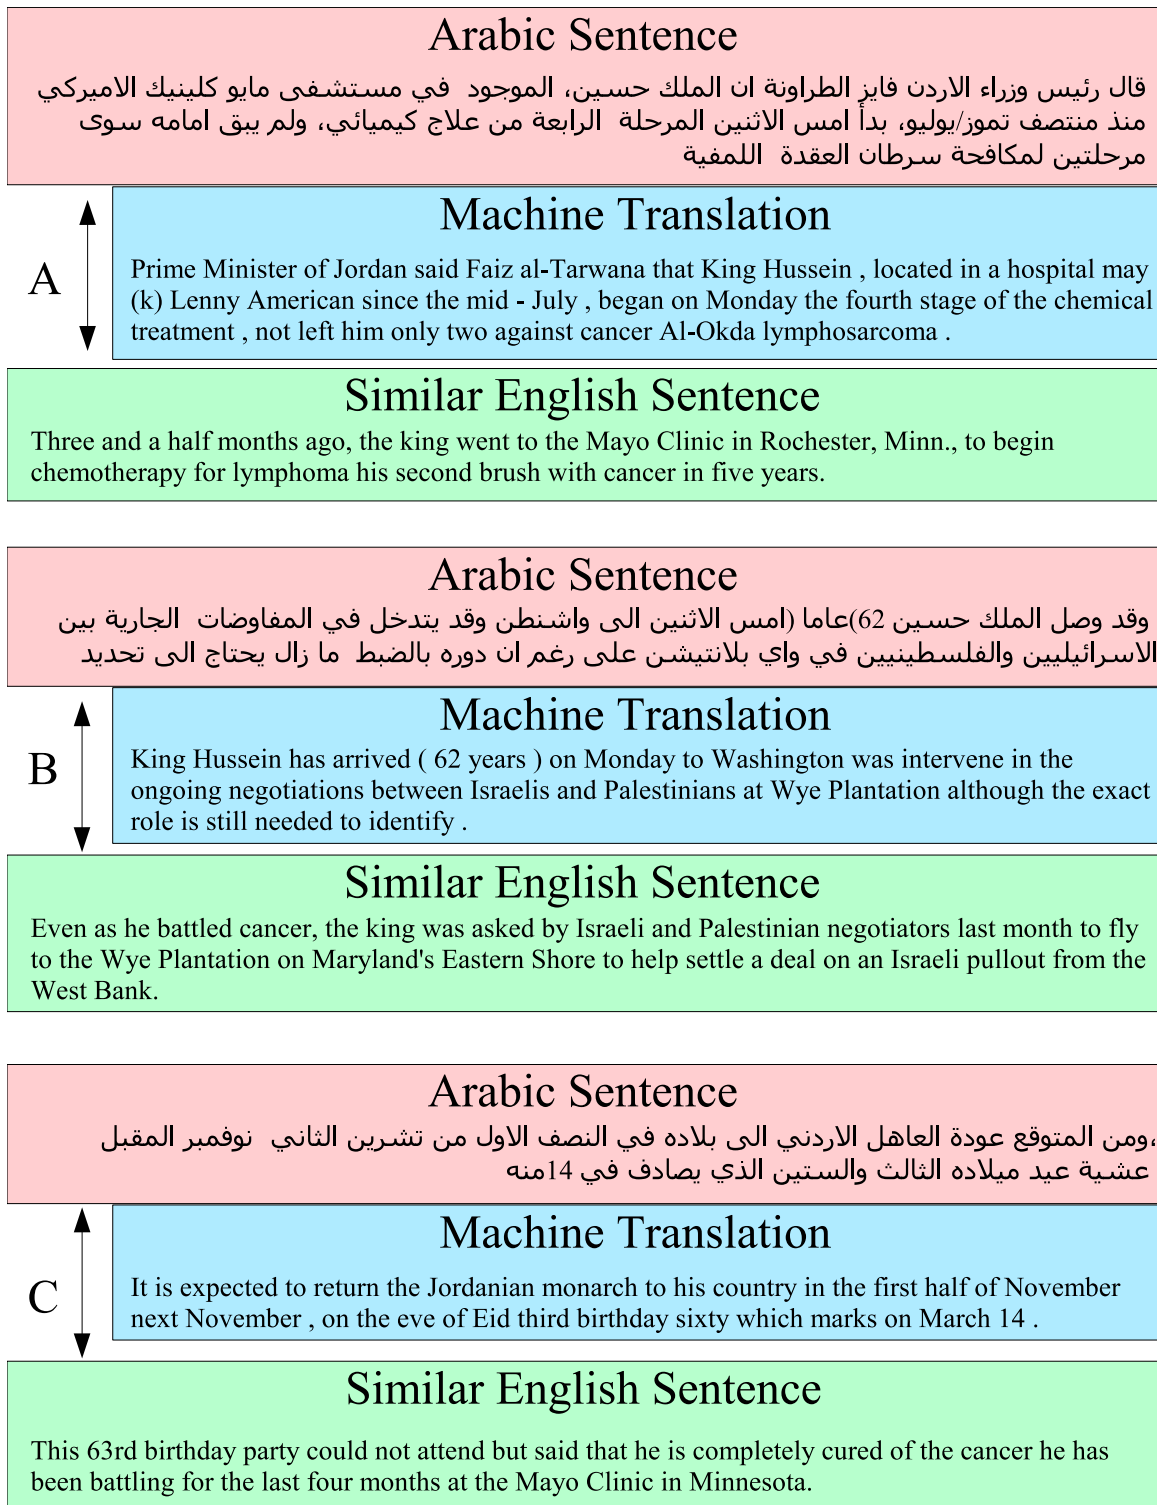 Arabic Sentence
قال رئيس وزراء الاردن فايز الطراونة ان الملك حسين، الموجود في مستشفى مايو كلينيك الاميركي
منذ منتصف تموز/يوليو، بدأ امس الاثنين المرحلة الرابعة من علاج كيميائي، ولم يبق امامه سوى
مرحلتين لمكافحة سرطان العقدة اللمفية
A
Machine Translation
Prime Minister of Jordan said Faiz al-Tarwana that King Hussein , located in a hospital may
(k) Lenny American since the mid - July , began on Monday the fourth stage of the chemical
treatment , not left him only two against cancer Al-Okda lymphosarcoma .
Similar English Sentence
Three and a half months ago, the king went to the Mayo Clinic in Rochester, Minn., to begin
chemotherapy for lymphoma his second brush with cancer in five years.
Arabic Sentence
وقد وصل الملك حسين 62)عاما (امس الاثنين الى واشنطن وقد يتدخل في المفاوضات الجارية بين
الاسرائيليين والفلسطينيين في واي بلانتيشن على رغم ان دوره بالضبط ما زال يحتاج الى تحديد
B
Machine Translation
King Hussein has arrived ( 62 years ) on Monday to Washington was intervene in the
ongoing negotiations between Israelis and Palestinians at Wye Plantation although the exact
role is still needed to identify .
Similar English Sentence
Even as he battled cancer, the king was asked by Israeli and Palestinian negotiators last month to fly
to the Wye Plantation on Maryland's Eastern Shore to help settle a deal on an Israeli pullout from the
West Bank.
Arabic Sentence
،ومن المتوقع عودة العاهل الاردني الى بلاده في النصف الاول من تشرين الثاني نوفمبر المقبل
عشية عيد ميلاده الثالث والستين الذي يصادف في 14منه
C
Machine Translation
It is expected to return the Jordanian monarch to his country in the first half of November
next November , on the eve of Eid third birthday sixty which marks on March 14 .
Similar English Sentence
This 63rd birthday party could not attend but said that he is completely cured of the cancer he has
been battling for the last four months at the Mayo Clinic in Minnesota.